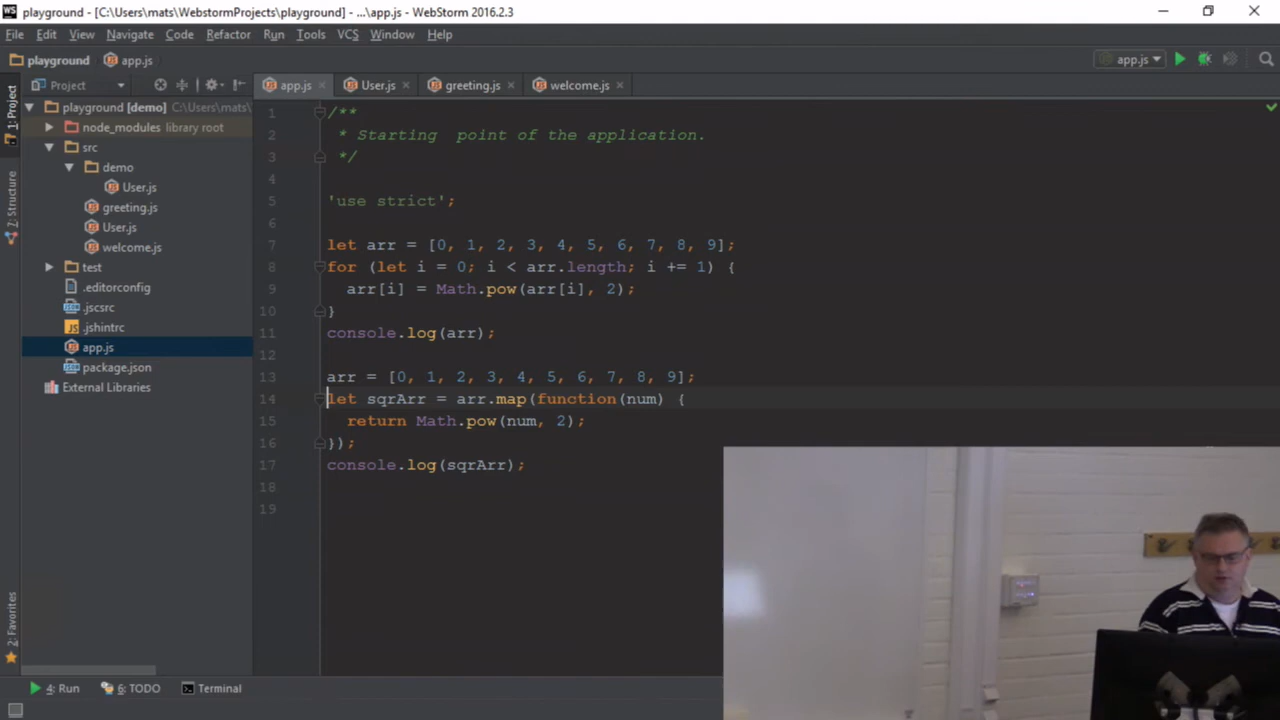 WS playground - [C:\Users\mats\WebstormProjects\playground] - ...\app.js - WebStorm 2016.2.3
File Edit View Navigate Code Refactor Run Tools VCS Window Help
playground app.js app.js
1: Project
Project
app.js User.js greeting.js welcome.js
playground [demo] C:\Users\mats\
node_modules library root
src
demo
User.js
greeting.js
User.js
welcome.js
test
.editorconfig
.jscsrc
.jshintrc
app.js
package.json
External Libraries
7: Structure
2: Favorites
1 /**
2 * Starting  point of the application.
3 */
4
5 'use strict';
6
7 let arr = [0, 1, 2, 3, 4, 5, 6, 7, 8, 9];
8 for (let i = 0; i < arr.length; i += 1) {
9 arr[i] = Math.pow(arr[i], 2);
10 }
11 console.log(arr);
12
13 arr = [0, 1, 2, 3, 4, 5, 6, 7, 8, 9];
14 let sqrArr = arr.map(function(num) {
15 return Math.pow(num, 2);
16 });
17 console.log(sqrArr);
18
19
4: Run 6: TODO Terminal